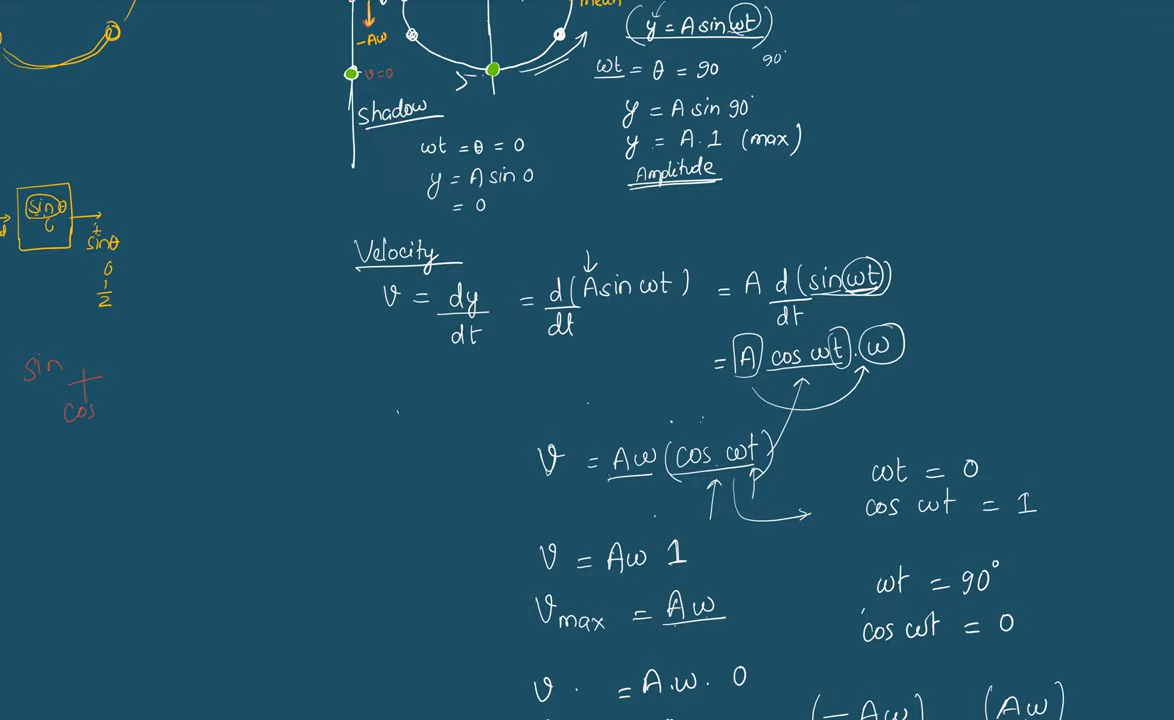 mean
-Aω
v=0
Shadow
ωt = θ = 0
y = A sin 0
= 0
y = A sin ωt
90°
ωt = θ = 90
y = A sin 90°
y = A. 1 (max)
Amplitude
sin θ
sinθ
0
1/2
sin +
cos
Velocity
v = dy/dt = d/dt (A sin ωt) = A d/dt (sin ωt)
= A cos ωt . ω
v = Aω (cos ωt)
ωt = 0
cos ωt = 1
v = Aω 1
ωt = 90°
vmax = Aω
cos ωt = 0
v = A.ω. 0
(-Aω) (Aω)